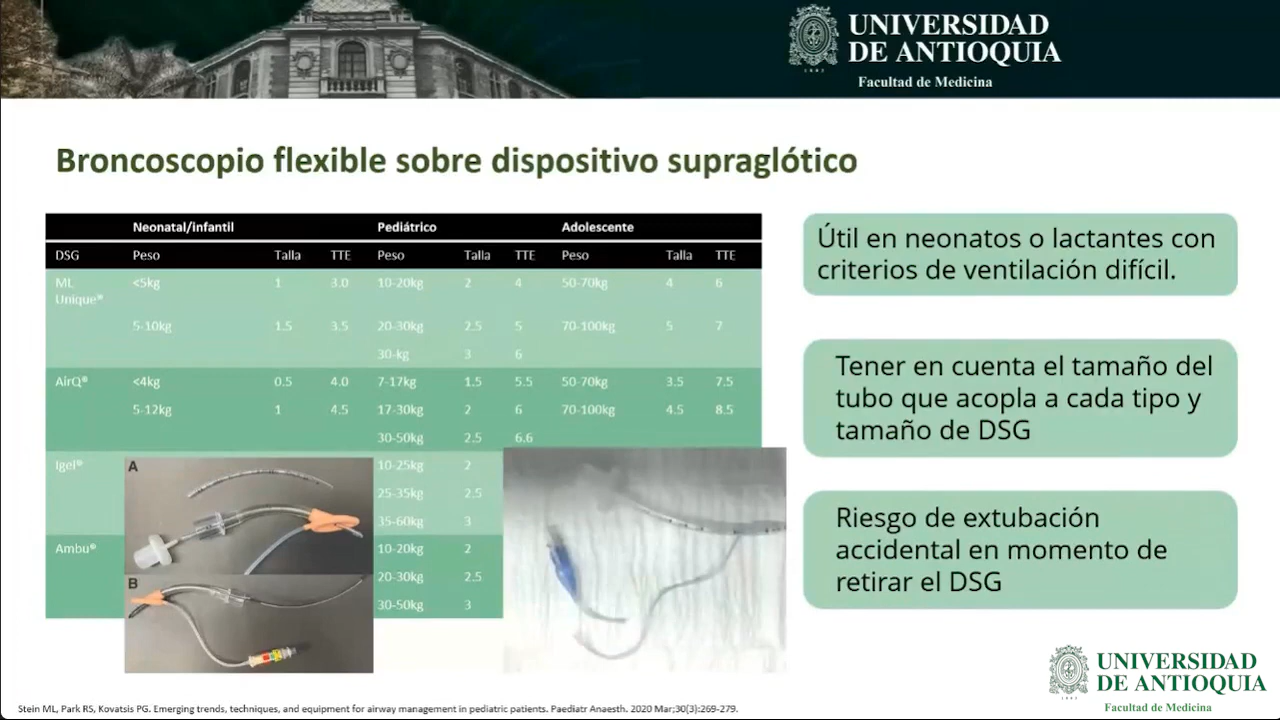 UNIVERSIDAD
DE ANTIOQUIA
1803
Facultad de Medicina
Broncoscopio flexible sobre dispositivo supraglótico
Neonatal/infantil Pediátrico Adolescente
DSG Peso Talla TTE Peso Talla TTE Peso Talla TTE
ML <5kg 1 3.0 10-20kg 2 4 50-70kg 4 6
Unique®
5-10kg 1.5 3.5 20-30kg 2.5 5 70-100kg 5 7
30-kg 3 6
AirQ® <4kg 0.5 4.0 7-17kg 1.5 5.5 50-70kg 3.5 7.5
5-12kg 1 4.5 17-30kg 2 6 70-100kg 4.5 8.5
30-50kg 2.5 6.6
Igel® 10-25kg 2
25-35kg 2.5
35-60kg 3
Ambu® 10-20kg 2
20-30kg 2.5
30-50kg 3
A
B
Útil en neonatos o lactantes con
criterios de ventilación difícil.
Tener en cuenta el tamaño del
tubo que acopla a cada tipo y
tamaño de DSG
Riesgo de extubación
accidental en momento de
retirar el DSG
Stein ML, Park RS, Kovatsis PG. Emerging trends, techniques, and equipment for airway management in pediatric patients. Paediatr Anaesth. 2020 Mar;30(3):269-279.
UNIVERSIDAD
DE ANTIOQUIA
Facultad de Medicina